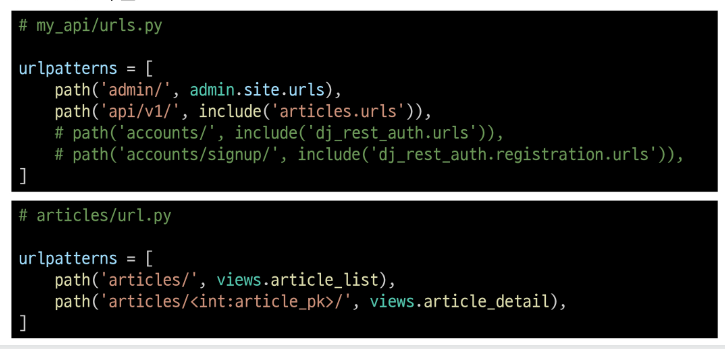 # my_api/urls.py
urlpatterns = [
    path('admin/', admin.site.urls),
    path('api/v1/', include('articles.urls')),
    # path('accounts/', include('dj_rest_auth.urls')),
    # path('accounts/signup/', include('dj_rest_auth.registration.urls')),
]
# articles/url.py
urlpatterns = [
    path('articles/', views.article_list),
    path('articles/<int:article_pk>/', views.article_detail),
]